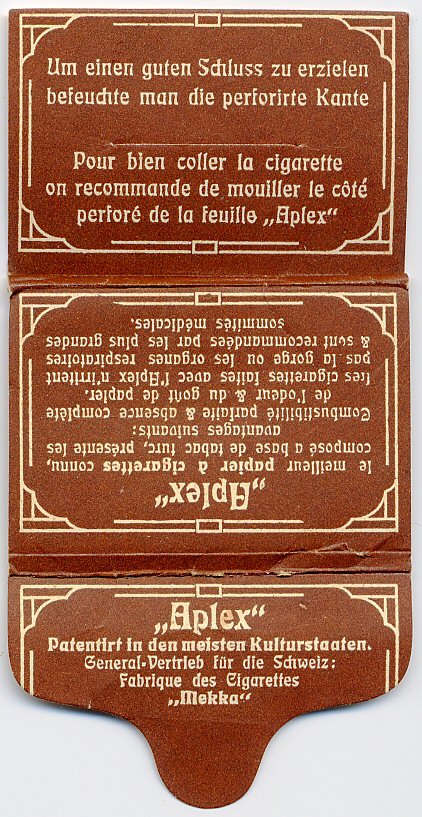 Um einen guten Schluss zu erzielen
befeuchte man die perforirte Kante
Pour bien coller la cigarette
on recommande de mouiller le côté
perforé de la feuille „Aplex“
„Aplex“
le meilleur papier à cigarettes connu,
composé a base de tabac turc, présente les
avantages suivants:
Combustibilité parfaite & absence complète
de l'odeur & du goût de papier.
Les cigarettes faites avec l'Aplex n'irritent
pas la gorge ou les organes respiratoires
& sont recommandées par les plus grandes
sommités médicales.
„Aplex“
Patentirt in den meisten Kulturstaaten.
General-Vertrieb für die Schweiz:
Fabrique des Cigarettes
„Mekka“